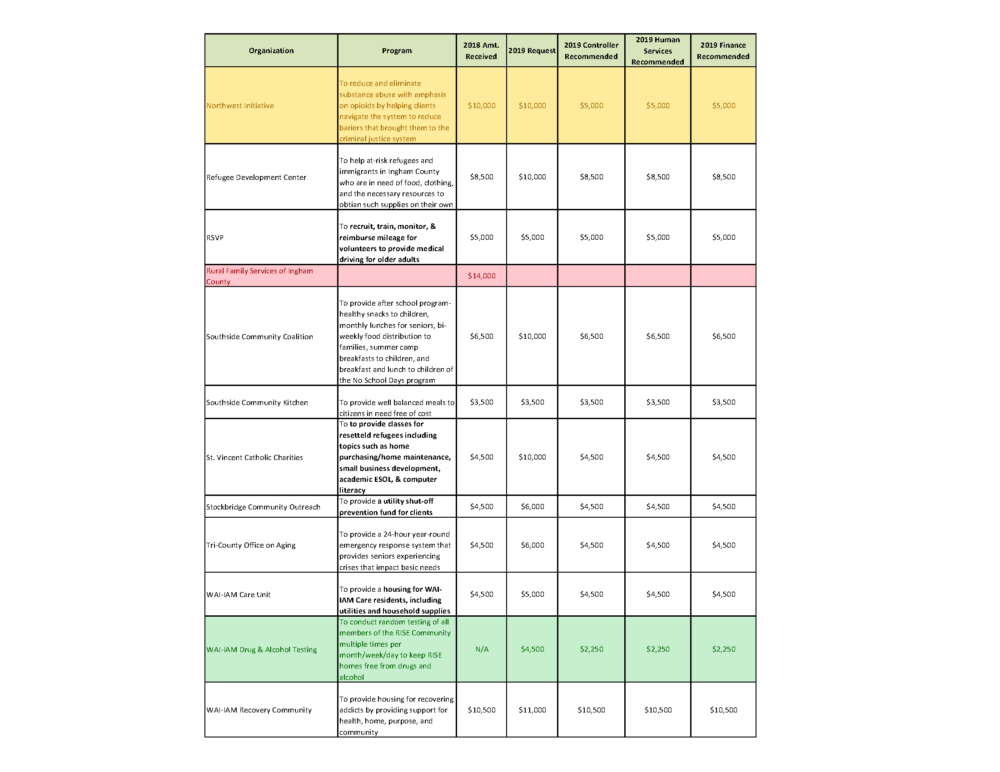 Organization Program 2018 Amt. Received 2019 Request 2019 Controller Recommended 2019 Human Services Recommended 2019 Finance Recommended
Northwest Initiative
To reduce and eliminate
substance abuse with emphasis
on opioids by helping clients
navigate the system to reduce
bariers that brought them to the
criminal justice system
$10,000 $10,000 $5,000 $5,000 $5,000
Refugee Development Center
To help at-risk refugees and
immigrants in Ingham County
who are in need of food, clothing,
and the necessary resources to
obtian such supplies on their own
$8,500 $10,000 $8,500 $8,500 $8,500
RSVP
To recruit, train, monitor, &
reimburse mileage for
volunteers to provide medical
driving for older adults
$5,000 $5,000 $5,000 $5,000 $5,000
Rural Family Services of Ingham
County
$14,000
Southside Community Coalition
To provide after school program-
healthy snacks to children,
monthly lunches for seniors, bi-
weekly food distribution to
families, summer camp
breakfasts to children, and
breakfast and lunch to children of
the No School Days program
$6,500 $10,000 $6,500 $6,500 $6,500
Southside Community Kitchen
To provide well balanced meals to
citizens in need free of cost
$3,500 $3,500 $3,500 $3,500 $3,500
St. Vincent Catholic Charities
To to provide classes for
resetteld refugees including
topics such as home
purchasing/home maintenance,
small business development,
academic ESOL, & computer
literacy
$4,500 $10,000 $4,500 $4,500 $4,500
Stockbridge Community Outreach
To provide a utility shut-off
prevention fund for clients
$4,500 $6,000 $4,500 $4,500 $4,500
Tri-County Office on Aging
To provide a 24-hour year-round
emergency response system that
provides seniors experiencing
crises that impact basic needs
$4,500 $6,000 $4,500 $4,500 $4,500
WAI-IAM Care Unit
To provide a housing for WAI-
IAM Care residents, including
utilities and household supplies
$4,500 $5,000 $4,500 $4,500 $4,500
WAI-IAM Drug & Alcohol Testing
To conduct random testing of all
members of the RISE Community
multiple times per
month/week/day to keep RISE
homes free from drugs and
alcohol
N/A $4,500 $2,250 $2,250 $2,250
WAI-IAM Recovery Community
To provide housing for recovering
addicts by providing support for
health, home, purpose, and
community
$10,500 $11,000 $10,500 $10,500 $10,500